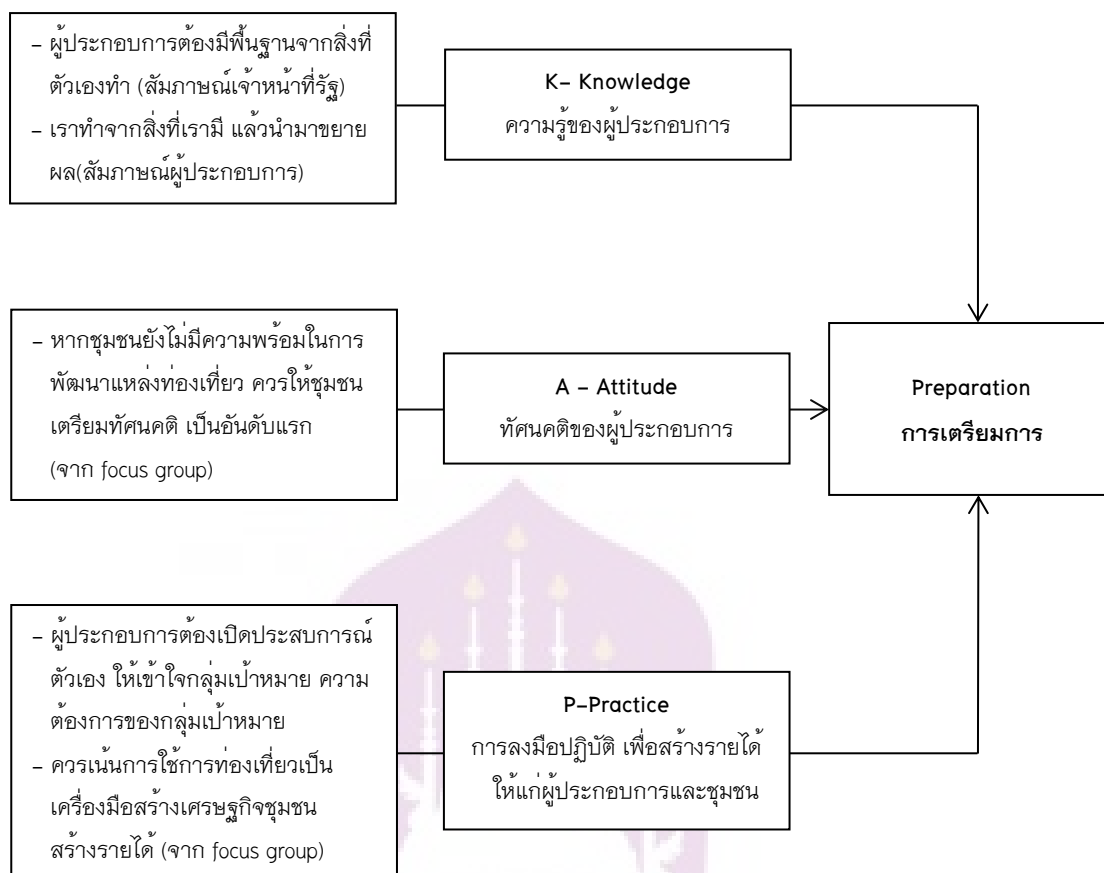 – ผู้ประกอบการต้องมีพื้นฐานจากสิ่งที่
ตัวเองทำ (สัมภาษณ์เจ้าหน้าที่รัฐ)
– เราทำจากสิ่งที่เรามี แล้วนำมาขยาย
ผล(สัมภาษณ์ผู้ประกอบการ)
K– Knowledge
ความรู้ของผู้ประกอบการ
– หากชุมชนยังไม่มีความพร้อมในการ
พัฒนาแหล่งท่องเที่ยว ควรให้ชุมชน
เตรียมทัศนคติ เป็นอันดับแรก
(จาก focus group)
A – Attitude
ทัศนคติของผู้ประกอบการ
Preparation
การเตรียมการ
– ผู้ประกอบการต้องเปิดประสบการณ์
ตัวเอง ให้เข้าใจกลุ่มเป้าหมาย ความ
ต้องการของกลุ่มเป้าหมาย
– ควรเน้นการใช้การท่องเที่ยวเป็น
เครื่องมือสร้างเศรษฐกิจชุมชน
สร้างรายได้ (จาก focus group)
P–Practice
การลงมือปฏิบัติ เพื่อสร้างรายได้
ให้แก่ผู้ประกอบการและชุมชน